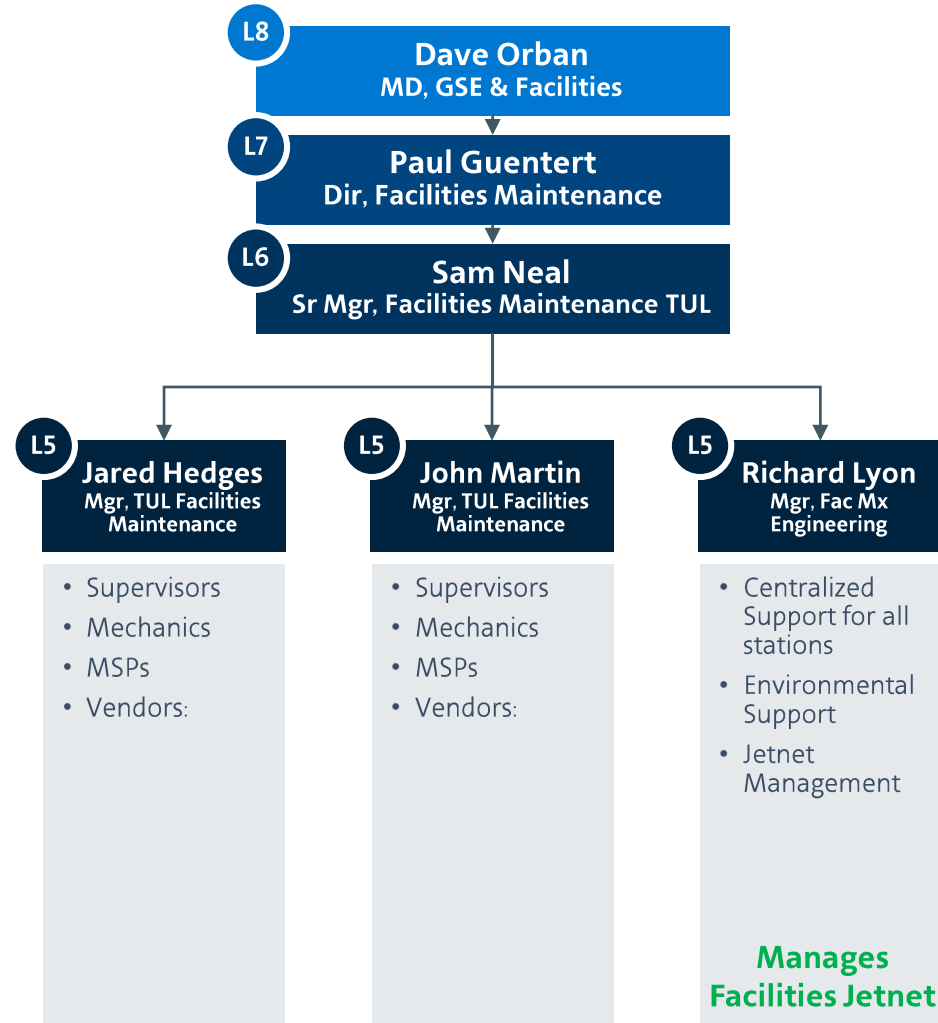 L8
Dave Orban
MD, GSE & Facilities
L7
Paul Guentert
Dir, Facilities Maintenance
L6
Sam Neal
Sr Mgr, Facilities Maintenance TUL
L5
Jared Hedges
Mgr, TUL Facilities
Maintenance
• Supervisors
• Mechanics
• MSPs
• Vendors:
L5
John Martin
Mgr, TUL Facilities
Maintenance
• Supervisors
• Mechanics
• MSPs
• Vendors:
L5
Richard Lyon
Mgr, Fac Mx
Engineering
• Centralized
Support for all
stations
• Environmental
Support
• Jetnet
Management
Manages
Facilities Jetnet